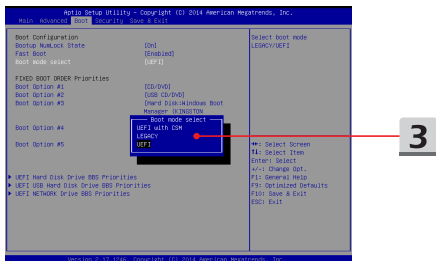 Aptio Setup Utility - Copyright (C) 2014 American Megatrends, Inc.
Main Advanced Boot Security Save & Exit
Boot Configuration
Bootup NumLock State [On]
Fast Boot [Enabled]
Boot mode select [UEFI]
FIXED BOOT ORDER Priorities
Boot Option #1 [CD/DVD]
Boot Option #2 [USB CD/DVD]
Boot Option #3 [Hard Disk:Windows Boot
Manager (KINGSTON
Boot mode select
UEFI with CSM
LEGACY
UEFI
Boot Option #4
Boot Option #5
UEFI Hard Disk Drive BBS Priorities
UEFI USB Hard Disk Drive BBS Priorities
UEFI NETWORK Drive BBS Priorities
Select boot mode
LEGACY/UEFI
→←: Select Screen
↑↓: Select Item
Enter: Select
+/-: Change Opt.
F1: General Help
F9: Optimized Defaults
F10: Save & Exit
ESC: Exit
3
Version 2.17.1246. Copyright (C) 2014 American Megatrends, Inc.